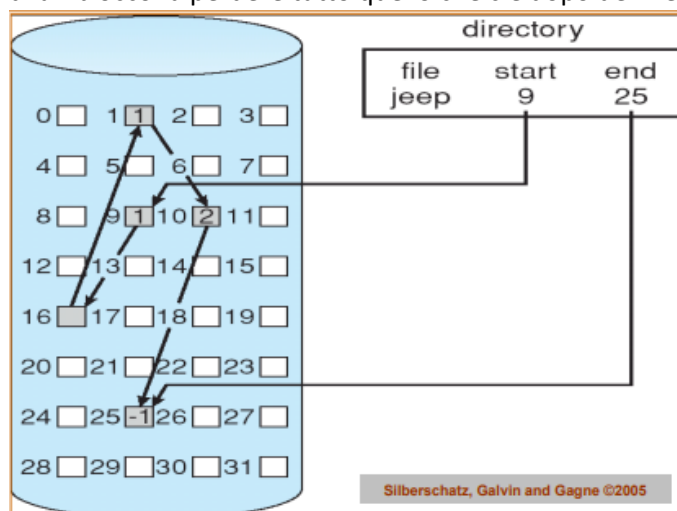 directory
file start end
jeep 9 25
0 1 1 2 3
4 5 6 7
8 9 1 10 2 11
12 13 14 15
16 17 18 19
20 21 22 23
24 25 -1 26 27
28 29 30 31
Silberschatz, Galvin and Gagne ©2005